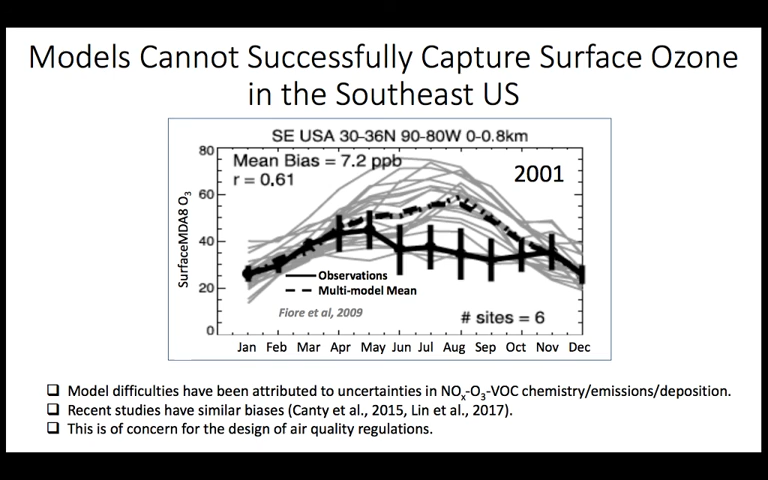 Models Cannot Successfully Capture Surface Ozone
in the Southeast US
SE USA 30-36N 90-80W 0-0.8km
Mean Bias = 7.2 ppb
r = 0.61
2001
SurfaceMDA8 O₃
80
60
40
20
0
Observations
Multi-model Mean
Fiore et al, 2009
# sites = 6
Jan Feb Mar Apr May Jun Jul Aug Sep Oct Nov Dec
❑ Model difficulties have been attributed to uncertainties in NOₓ-O₃-VOC chemistry/emissions/deposition.
❑ Recent studies have similar biases (Canty et al., 2015, Lin et al., 2017).
❑ This is of concern for the design of air quality regulations.